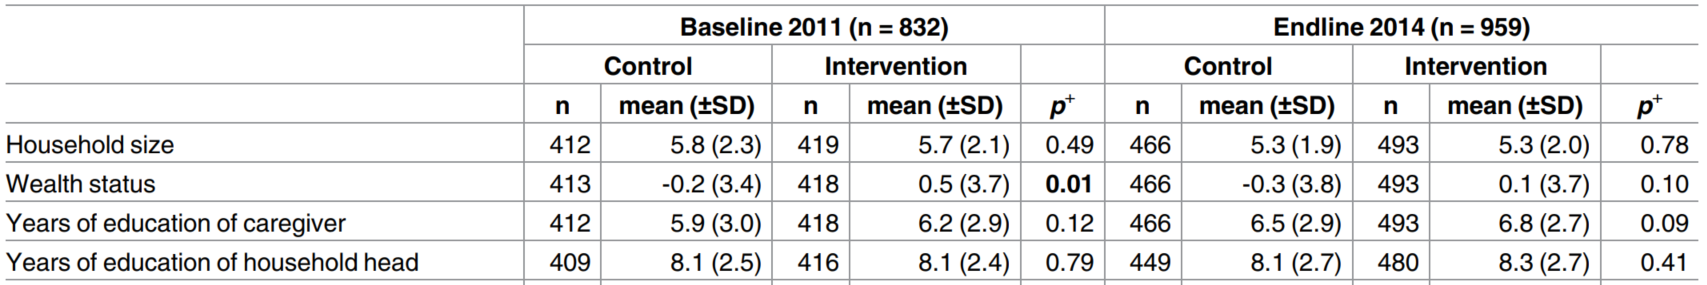 Baseline 2011 (n = 832) Endline 2014 (n = 959)
Control Intervention Control Intervention
n mean (±SD) n mean (±SD) p+ n mean (±SD) n mean (±SD) p+
Household size 412 5.8 (2.3) 419 5.7 (2.1) 0.49 466 5.3 (1.9) 493 5.3 (2.0) 0.78
Wealth status 413 -0.2 (3.4) 418 0.5 (3.7) 0.01 466 -0.3 (3.8) 493 0.1 (3.7) 0.10
Years of education of caregiver 412 5.9 (3.0) 418 6.2 (2.9) 0.12 466 6.5 (2.9) 493 6.8 (2.7) 0.09
Years of education of household head 409 8.1 (2.5) 416 8.1 (2.4) 0.79 449 8.1 (2.7) 480 8.3 (2.7) 0.41